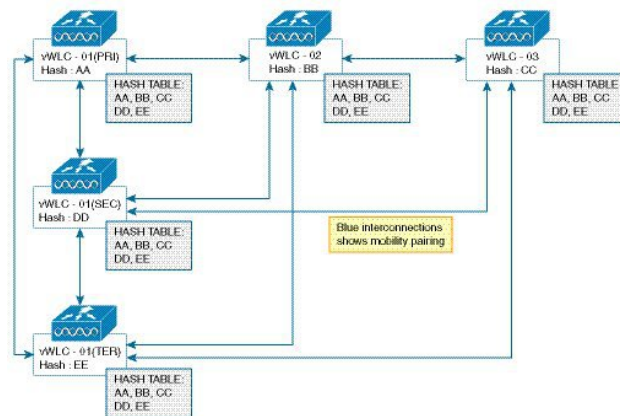 vWLC - 01(PRI)
Hash : AA
HASH TABLE:
AA, BB, CC
DD, EE
vWLC - 02
Hash : BB
HASH TABLE:
AA, BB, CC
DD, EE
vWLC - 03
Hash : CC
HASH TABLE:
AA, BB, CC
DD, EE
vWLC - 01(SEC)
Hash : DD
HASH TABLE:
AA, BB, CC
DD, EE
Blue interconnections
shows mobility pairing
vWLC - 01(TER)
Hash : EE
HASH TABLE:
AA, BB, CC
DD, EE